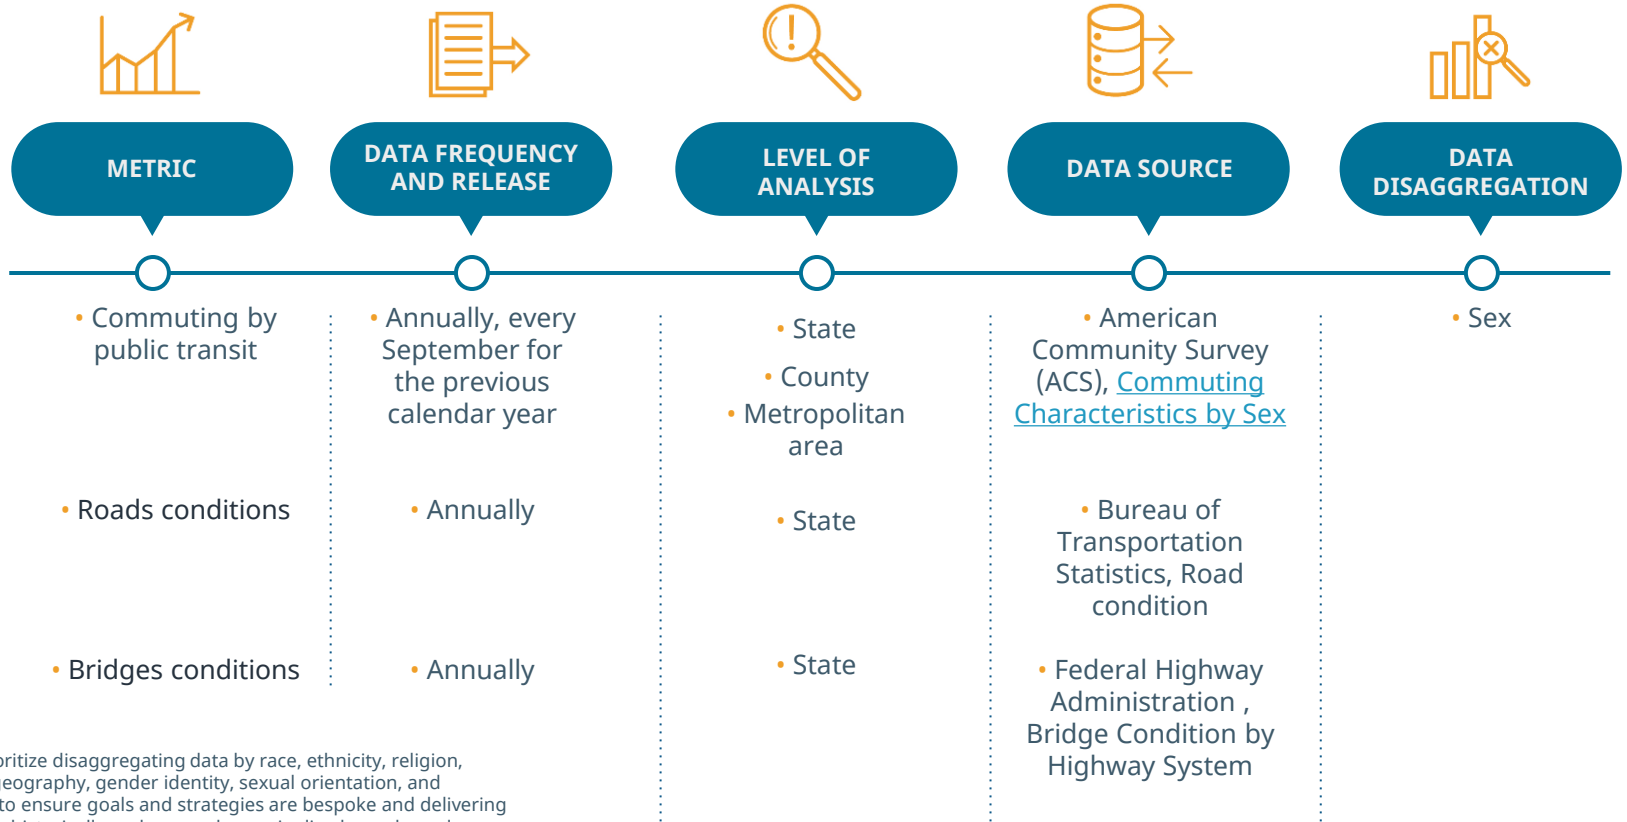 METRIC
DATA FREQUENCY
AND RELEASE
LEVEL OF
ANALYSIS
DATA SOURCE
DATA
DISAGGREGATION
• Commuting by
public transit
• Annually, every
September for
the previous
calendar year
• State
• County
• Metropolitan
area
• American
Community Survey
(ACS), Commuting
Characteristics by Sex
• Sex
• Roads conditions
• Annually
• State
• Bureau of
Transportation
Statistics, Road
condition
• Bridges conditions
• Annually
• State
• Federal Highway
Administration ,
Bridge Condition by
Highway System
disaggregating data by race, ethnicity, religion,
geography, gender identity, sexual orientation, and
to ensure goals and strategies are bespoke and delivering